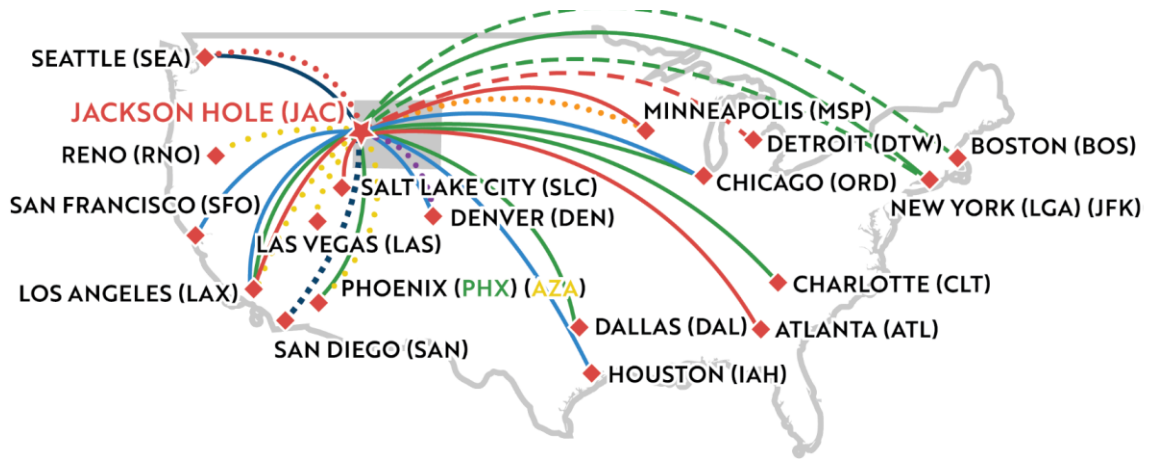 SEATTLE (SEA)
JACKSON HOLE (JAC)
MINNEAPOLIS (MSP)
DETROIT (DTW)
BOSTON (BOS)
RENO (RNO)
SALT LAKE CITY (SLC)
CHICAGO (ORD)
SAN FRANCISCO (SFO)
DENVER (DEN)
NEW YORK (LGA) (JFK)
LAS VEGAS (LAS)
LOS ANGELES (LAX)
PHOENIX (PHX) (AZA)
CHARLOTTE (CLT)
DALLAS (DAL)
ATLANTA (ATL)
SAN DIEGO (SAN)
HOUSTON (IAH)